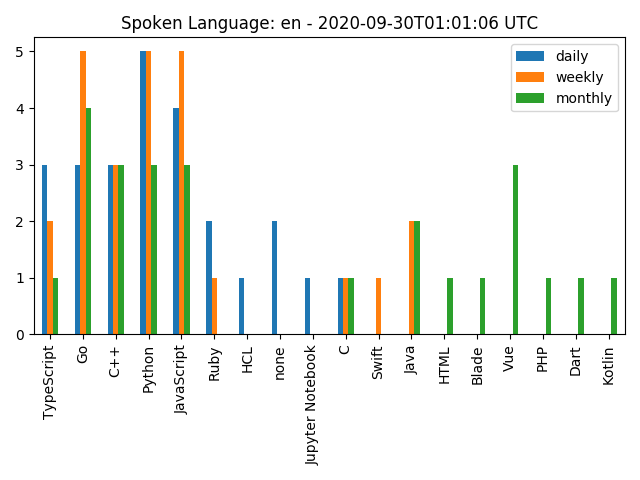 Spoken Language: en - 2020-09-30T01:01:06 UTC
daily
weekly
monthly
5
4
3
2
1
0
TypeScript
Go
C++
Python
JavaScript
Ruby
HCL
none
Jupyter Notebook
C
Swift
Java
HTML
Blade
Vue
PHP
Dart
Kotlin